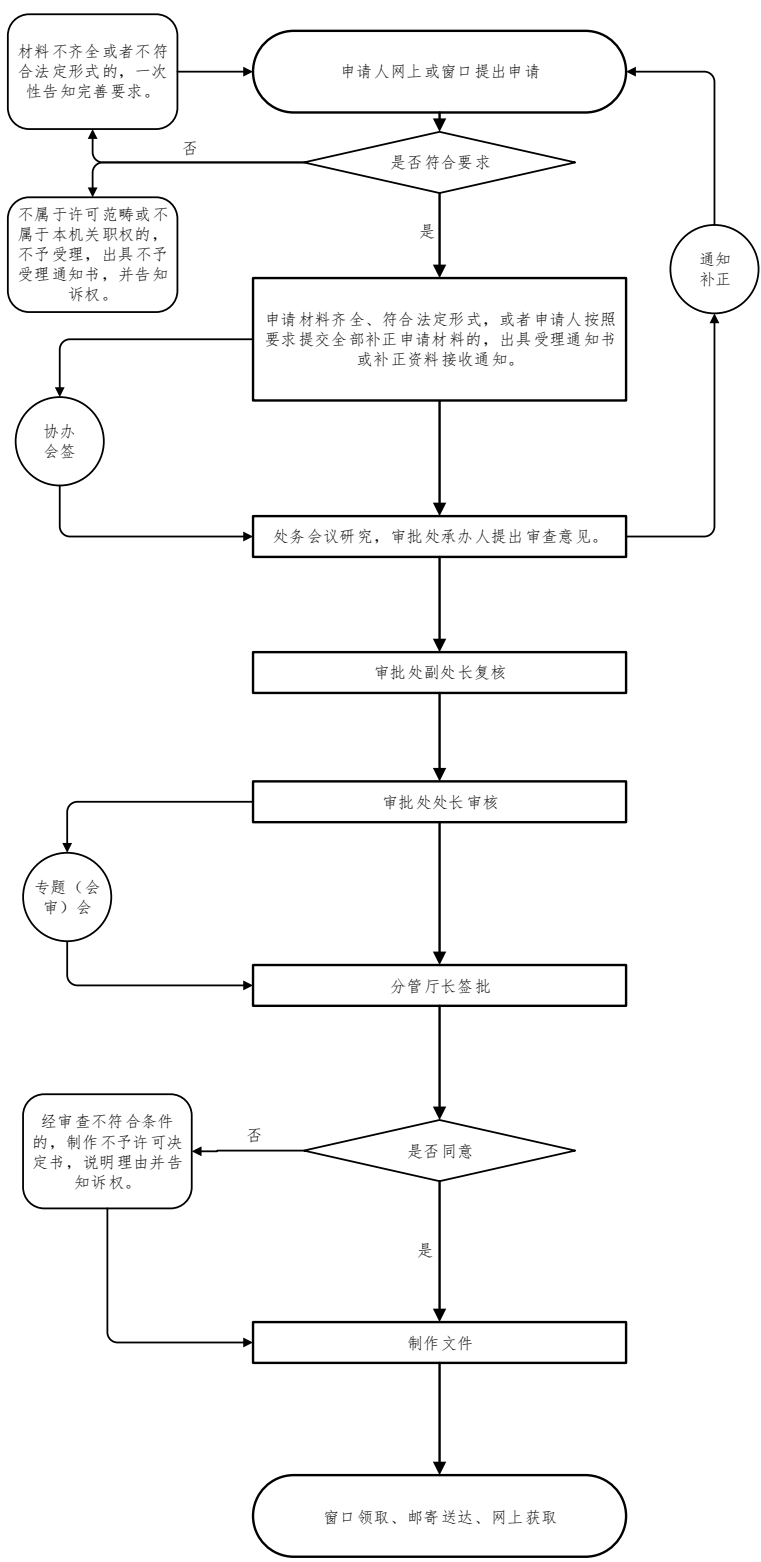 材料不齐全或者不符
合法定形式的，一次
性告知完善要求。
申请人网上或窗口提出申请
否
是否符合要求
不属于许可范畴或不
属于本机关职权的，
不予受理，出具不予
受理通知书，并告知
诉权。
是
通知
补正
申请材料齐全、符合法定形式，或者申请人按照
要求提交全部补正申请材料的，出具受理通知书
或补正资料接收通知。
协办
会签
处务会议研究，审批处承办人提出审查意见。
审批处副处长复核
审批处处长审核
专题（会
审）会
分管厅长签批
经审查不符合条件
的，制作不予许可决
定书，说明理由并告
知诉权。
否
是否同意
是
制作文件
窗口领取、邮寄送达、网上获取